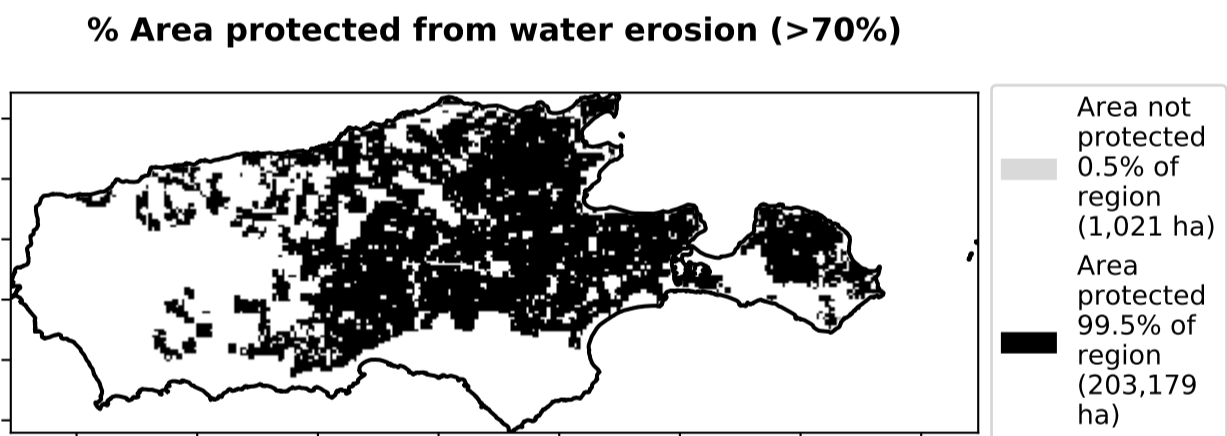 % Area protected from water erosion (>70%)
Area not
protected
0.5% of
region
(1,021 ha)
Area
protected
99.5% of
region
(203,179
ha)